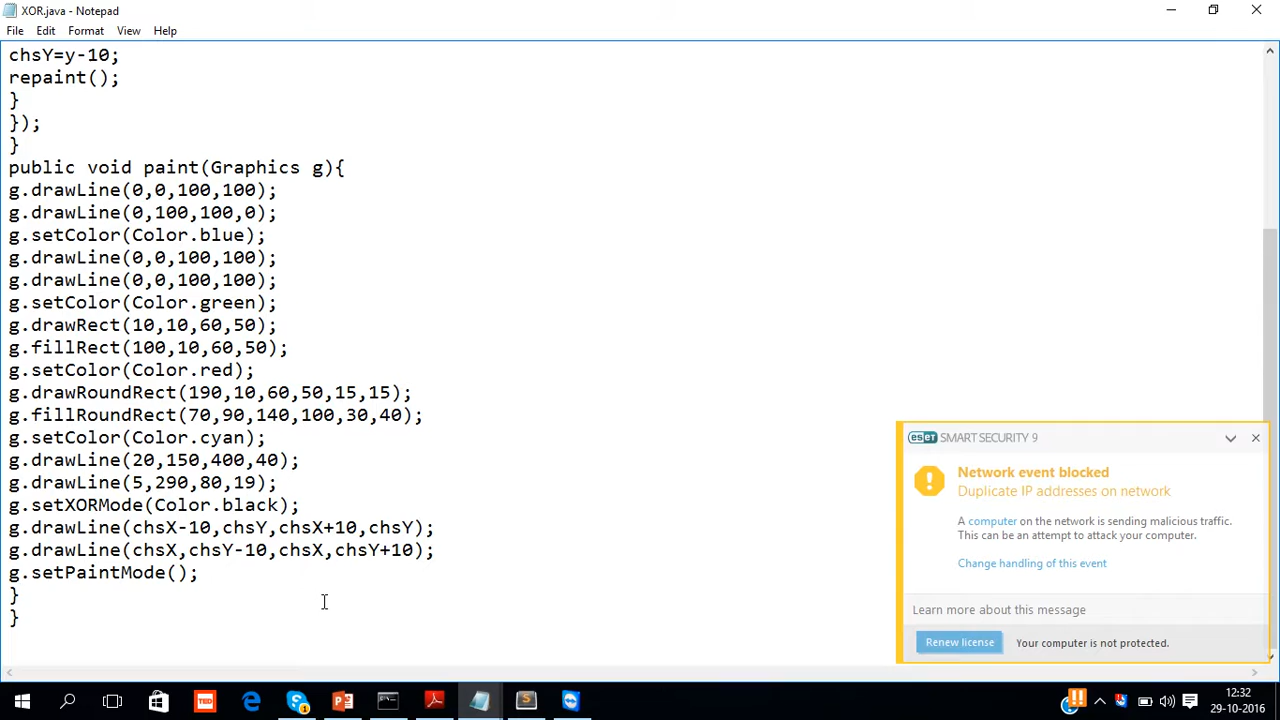 XOR.java - Notepad
File Edit Format View Help
chsY=y-10;
repaint();
}
});
}
public void paint(Graphics g){
g.drawLine(0,0,100,100);
g.drawLine(0,100,100,0);
g.setColor(Color.blue);
g.drawLine(0,0,100,100);
g.drawLine(0,0,100,100);
g.setColor(Color.green);
g.drawRect(10,10,60,50);
g.fillRect(100,10,60,50);
g.setColor(Color.red);
g.drawRoundRect(190,10,60,50,15,15);
g.fillRoundRect(70,90,140,100,30,40);
g.setColor(Color.cyan);
g.drawLine(20,150,400,40);
g.drawLine(5,290,80,19);
g.setXORMode(Color.black);
g.drawLine(chsX-10,chsY,chsX+10,chsY);
g.drawLine(chsX,chsY-10,chsX,chsY+10);
g.setPaintMode();
}
}
eset SMART SECURITY 9
Network event blocked
Duplicate IP addresses on network
A computer on the network is sending malicious traffic.
This can be an attempt to attack your computer.
Change handling of this event
Learn more about this message
Renew license Your computer is not protected.
TED
12:32
29-10-2016